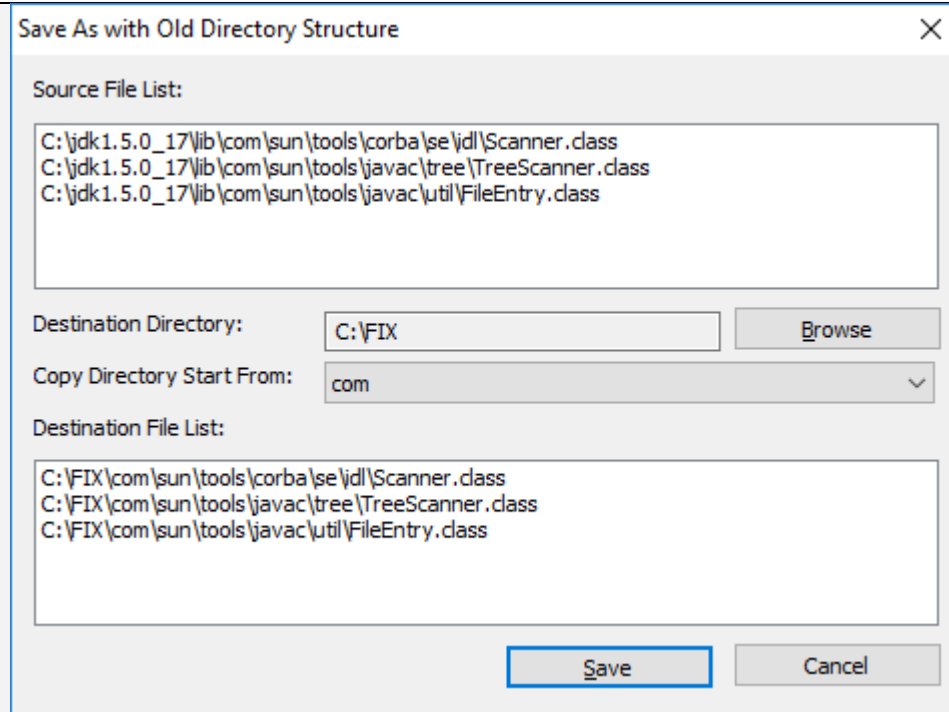 Save As with Old Directory Structure
Source File List:
C:\jdk1.5.0_17\lib\com\sun\tools\corba\se\idl\Scanner.class
C:\jdk1.5.0_17\lib\com\sun\tools\javac\tree\TreeScanner.class
C:\jdk1.5.0_17\lib\com\sun\tools\javac\util\FileEntry.class
Destination Directory: C:\FIX Browse
Copy Directory Start From: com
Destination File List:
C:\FIX\com\sun\tools\corba\se\idl\Scanner.class
C:\FIX\com\sun\tools\javac\tree\TreeScanner.class
C:\FIX\com\sun\tools\javac\util\FileEntry.class
Save Cancel